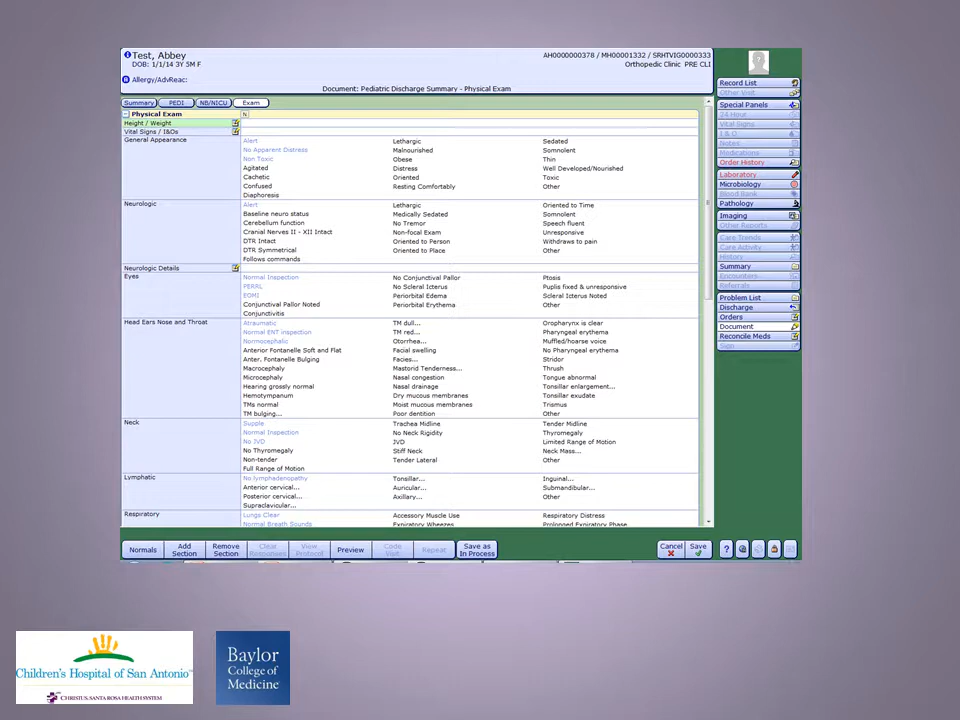 Test, Abbey
DOB: 1/1/14 3Y 5M F
AH0000000378 / MH00001332 / SRHTVIG0000333
Orthopedic Clinic PRE CLI
Allergy/AdvReac:
Document: Pediatric Discharge Summary - Physical Exam
Summary PEDI NB/NICU Exam
Physical Exam N
Height / Weight
Vital Signs / I&Os
General Appearance Alert Lethargic Sedated
No Apparent Distress Malnourished Somnolent
Non Toxic Obese Thin
Agitated Distress Well Developed/Nourished
Cachetic Oriented Toxic
Confused Resting Comfortably Other
Diaphoresis
Neurologic Alert Lethargic Oriented to Time
Baseline neuro status Medically Sedated Somnolent
Cerebellum function No Tremor Speech fluent
Cranial Nerves II - XII Intact Non-focal Exam Unresponsive
DTR Intact Oriented to Person Withdraws to pain
DTR Symmetrical Oriented to Place Other
Follows commands
Neurologic Details
Eyes Normal Inspection No Conjunctival Pallor Ptosis
PERRL No Scleral Icterus Puplis fixed & unresponsive
EOMI Periorbital Edema Scleral Icterus Noted
Conjunctival Pallor Noted Periorbital Erythema Other
Conjunctivitis
Head Ears Nose and Throat Atraumatic TM dull... Oropharynx is clear
Normal ENT inspection TM red... Pharyngeal erythema
Normocephalic Otorrhea... Muffled/hoarse voice
Anterior Fontanelle Soft and Flat Facial swelling No Pharyngeal erythema
Anter. Fontanelle Bulging Facies... Stridor
Macrocephaly Mastorid Tenderness... Thrush
Microcephaly Nasal congestion Tongue abnormal
Hearing grossly normal Nasal drainage Tonsillar enlargement...
Hemotympanum Dry mucous membranes Tonsillar exudate
TMs normal Moist mucous membranes Trismus
TM bulging... Poor dentition Other
Neck Supple Trachea Midline Tender Midline
Normal Inspection No Neck Rigidity Thyromegaly
No JVD JVD Limited Range of Motion
No Thyromegaly Stiff Neck Neck Mass...
Non-tender Tender Lateral Other
Full Range of Motion
Lymphatic No lymphadenopathy Tonsillar... Inguinal...
Anterior cervical... Auricular... Submandibular...
Posterior cervical... Axillary... Other
Supraclavicular...
Respiratory Lungs Clear Accessory Muscle Use Respiratory Distress
Normal Breath Sounds Expiratory Wheezes Prolonged Expiratory Phase
Normals Add Section Remove Section Clear Responses View Protocol Preview Code Visit Repeat Save as In Process Cancel Save ?
Record List
Other Visit
Special Panels
24 Hour
Vital Signs
I & O
Notes
Medications
Order History
Laboratory
Microbiology
Blood Bank
Pathology
Imaging
Other Reports
Care Trends
Care Activity
History
Summary
Encounters
Referrals
Problem List
Discharge
Orders
Document
Reconcile Meds
Sign
Children's Hospital of San Antonio
CHRISTUS SANTA ROSA HEALTH SYSTEM
Baylor
College of
Medicine